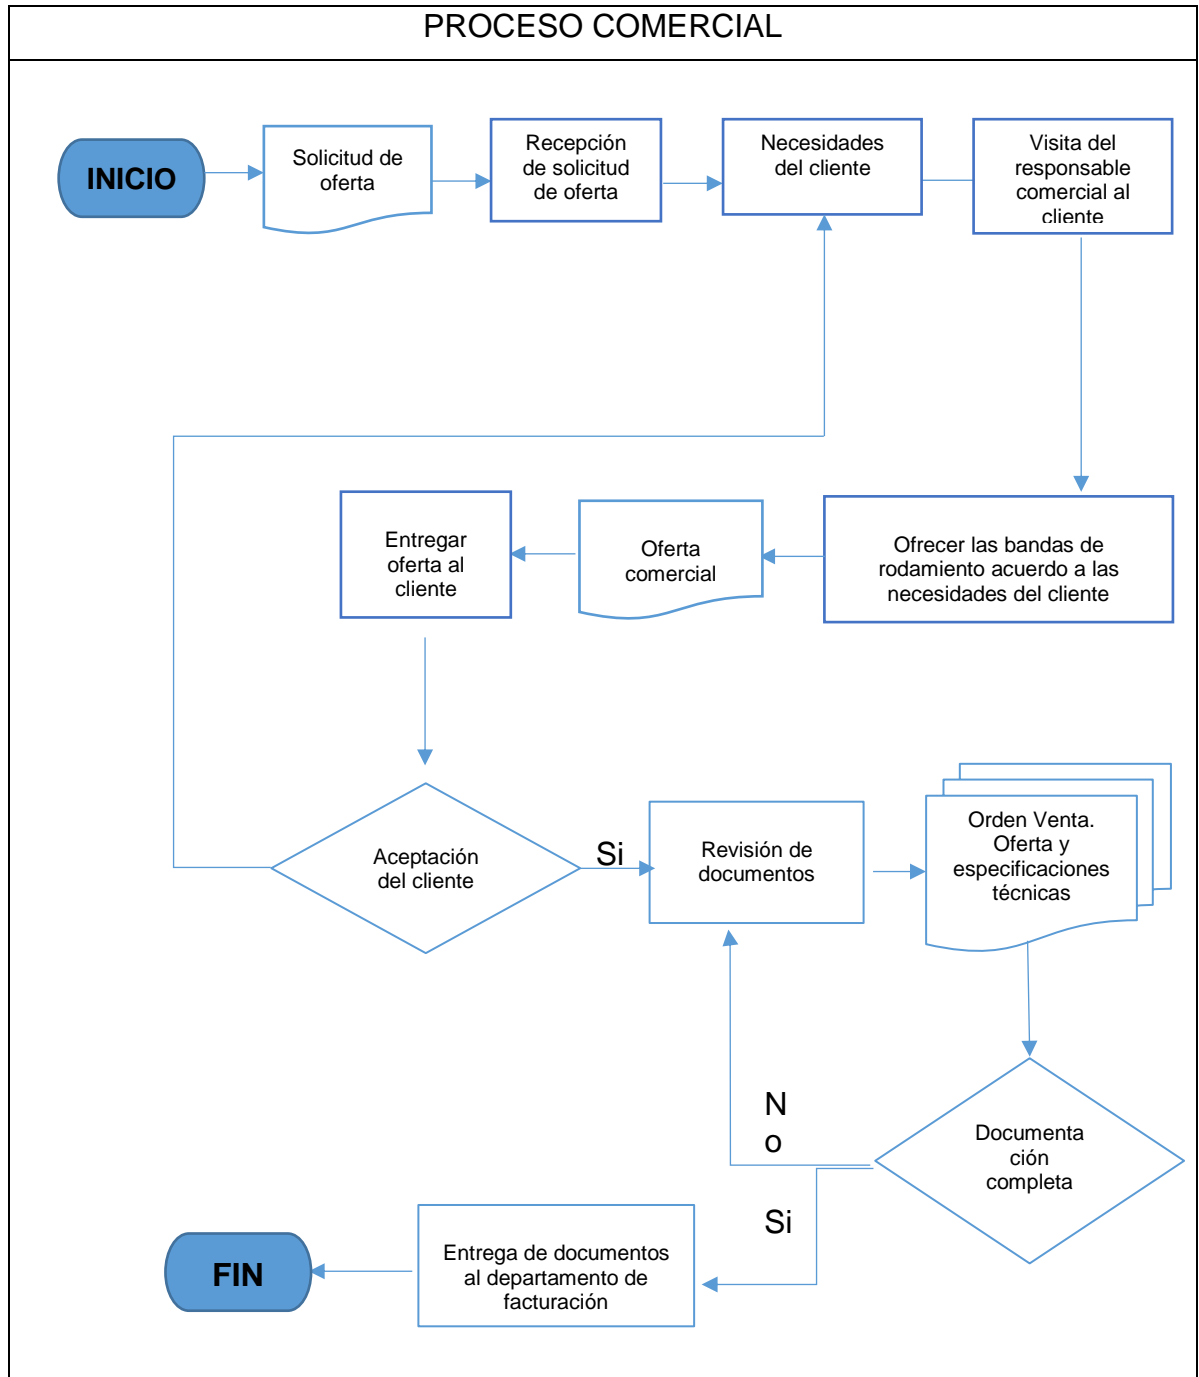 PROCESO COMERCIAL
INICIO
Solicitud de
oferta
Recepción
de solicitud
de oferta
Necesidades
del cliente
Visita del
responsable
comercial al
cliente
Entregar
oferta al
cliente
Oferta
comercial
Ofrecer las bandas de
rodamiento acuerdo a las
necesidades del cliente
Aceptación
del cliente
Si
Revisión de
documentos
Orden Venta.
Oferta y
especificaciones
técnicas
N
o
Documenta
ción
completa
Si
Entrega de documentos
al departamento de
facturación
FIN